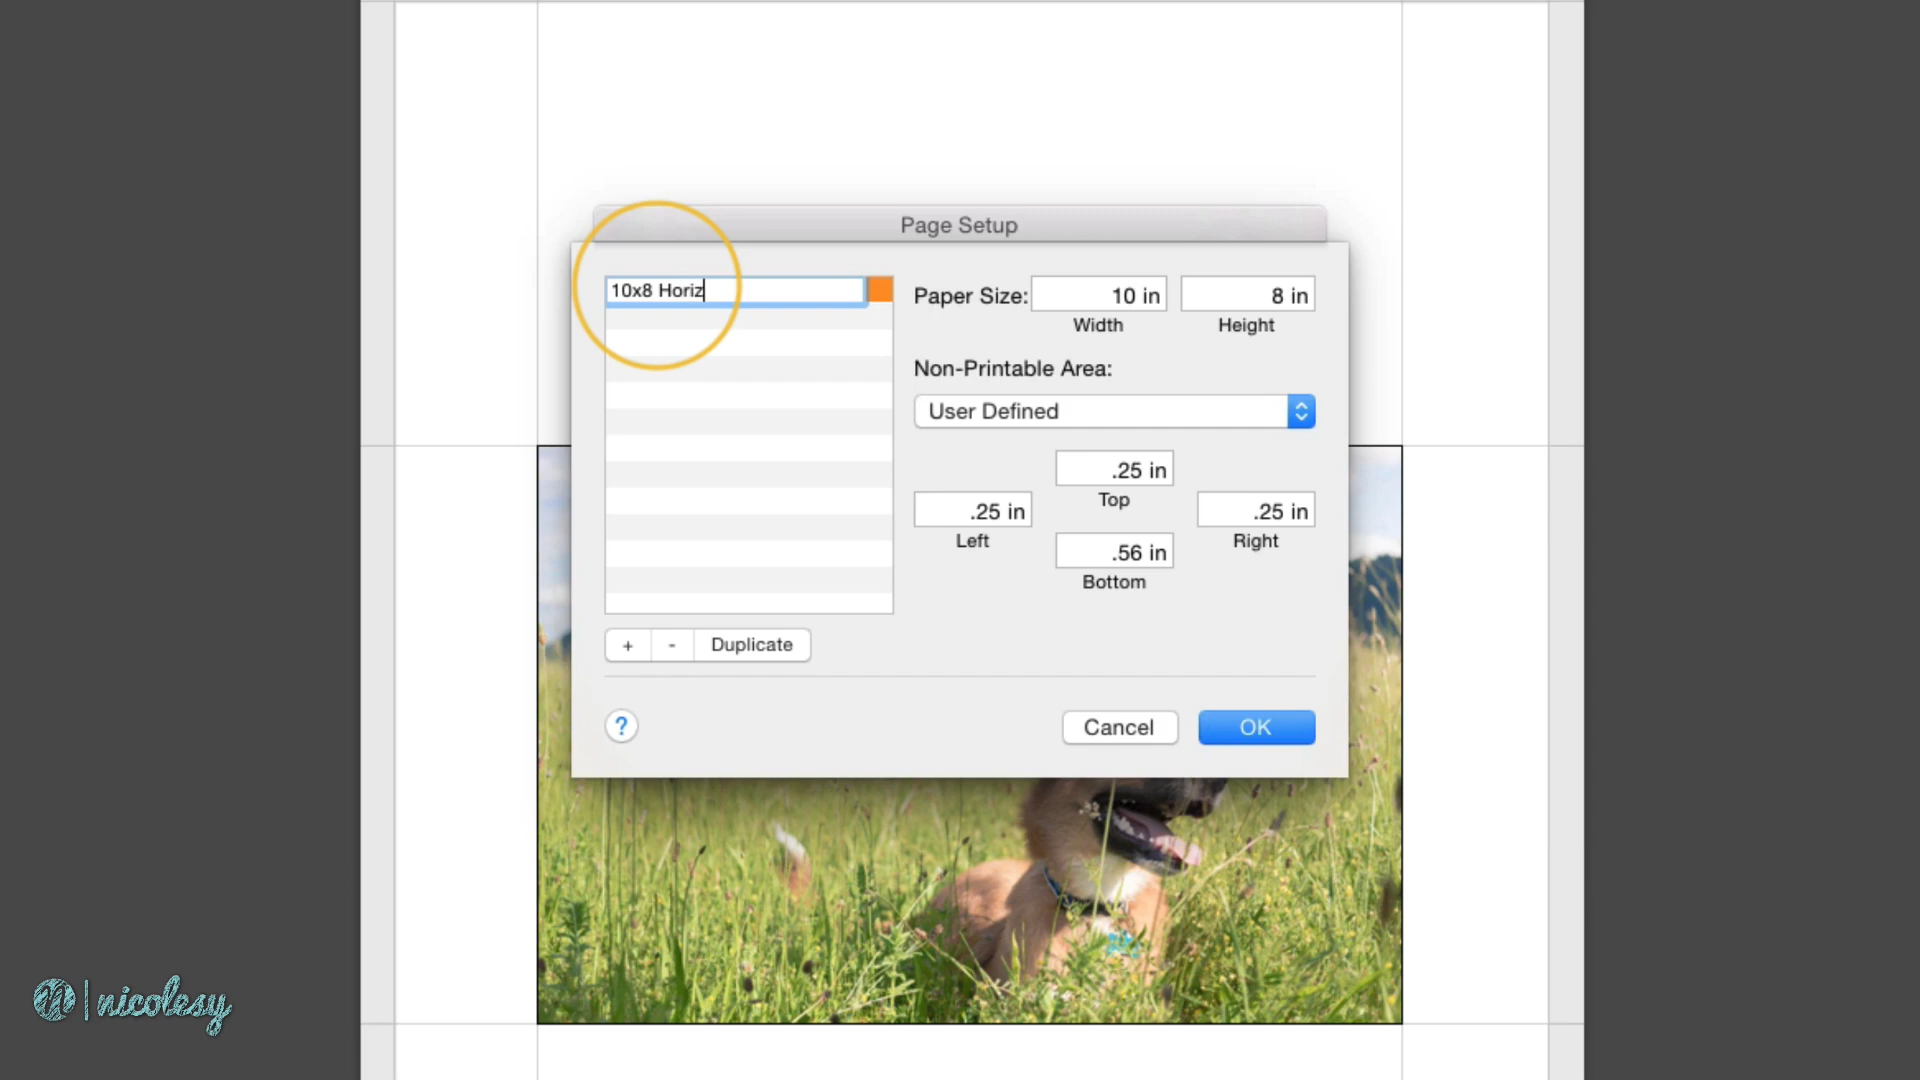 Page Setup
10x8 Horiz
Paper Size: 10 in 8 in
Width Height
Non-Printable Area:
User Defined
.25 in
Top
.25 in .25 in
Left Right
.56 in
Bottom
+ - Duplicate
? Cancel OK
n | nicolesy